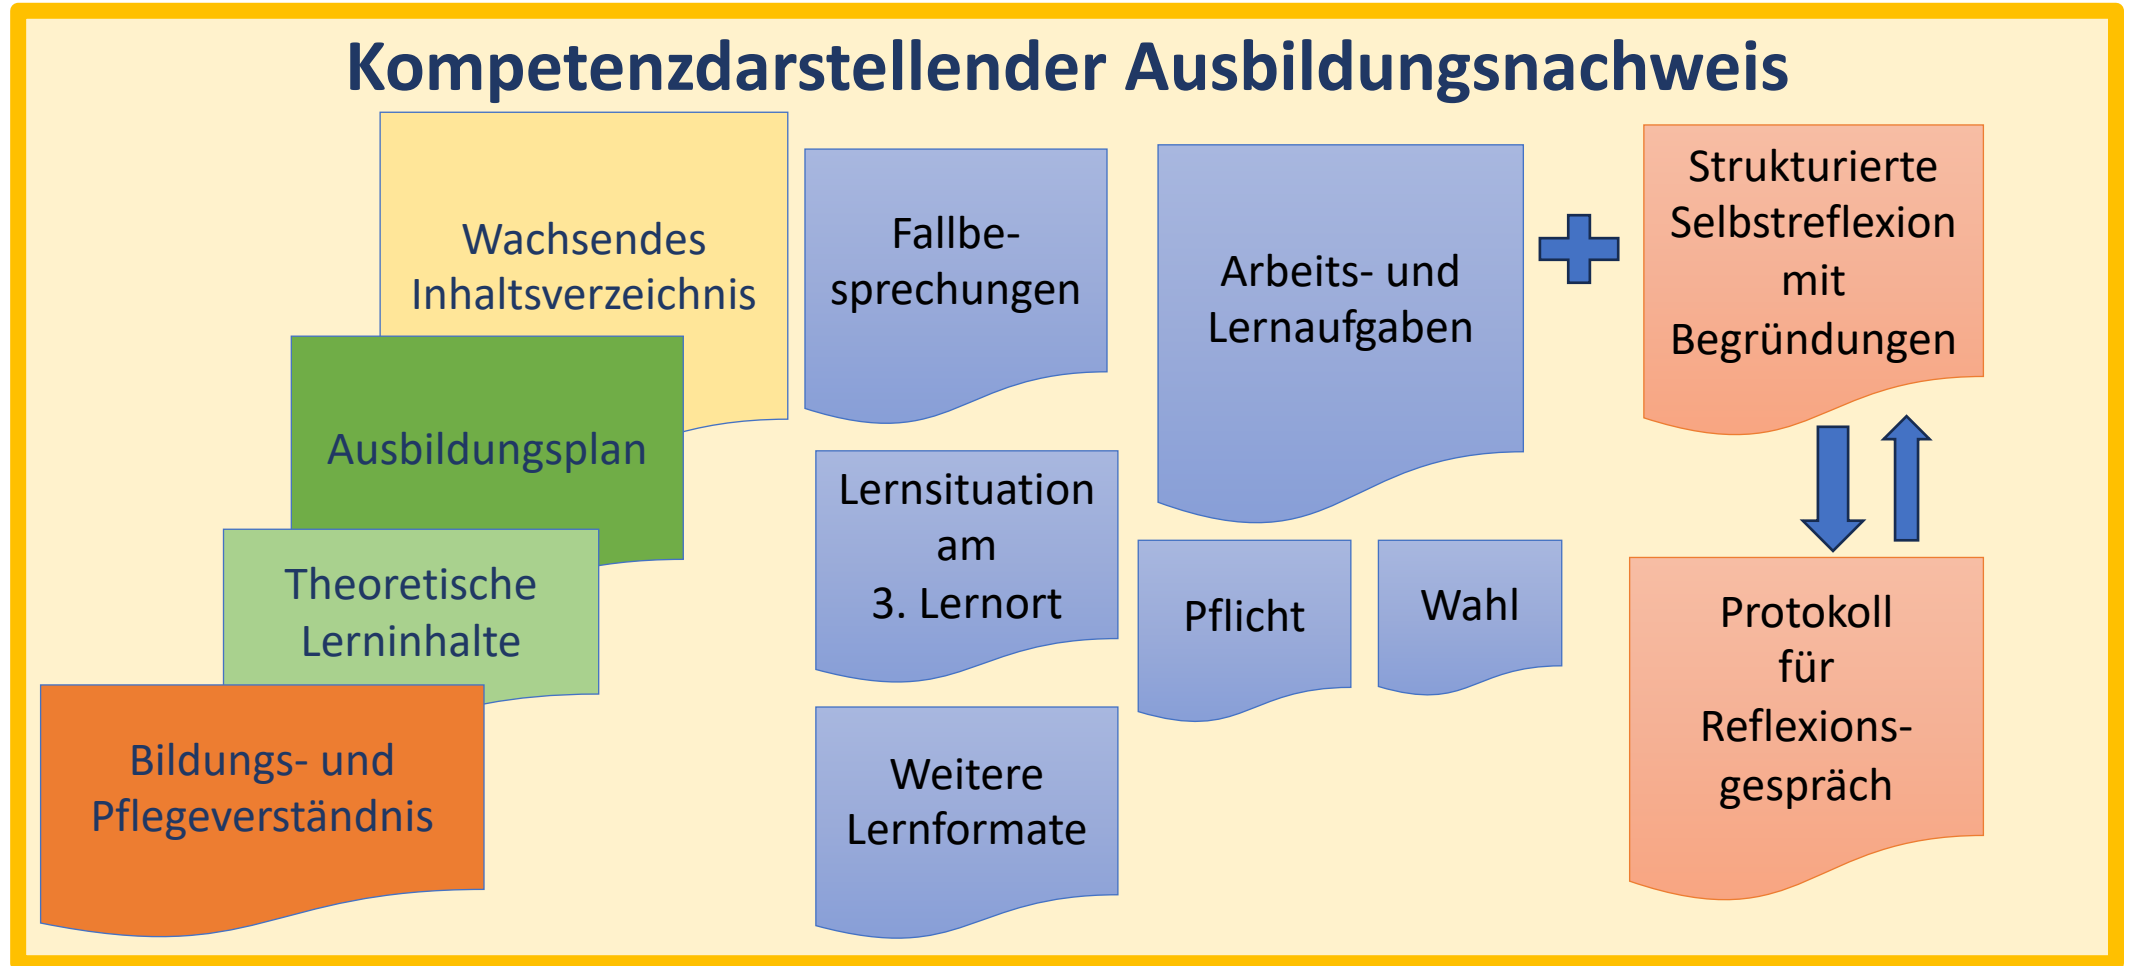 Kompetenzdarstellender Ausbildungsnachweis
Wachsendes
Inhaltsverzeichnis
Ausbildungsplan
Theoretische
Lerninhalte
Bildungs- und
Pflegeverständnis
Fallbe-
sprechungen
Lernsituation
am
3. Lernort
Weitere
Lernformate
Arbeits- und
Lernaufgaben
Pflicht
Wahl
Strukturierte
Selbstreflexion
mit
Begründungen
Protokoll
für
Reflexions-
gespräch